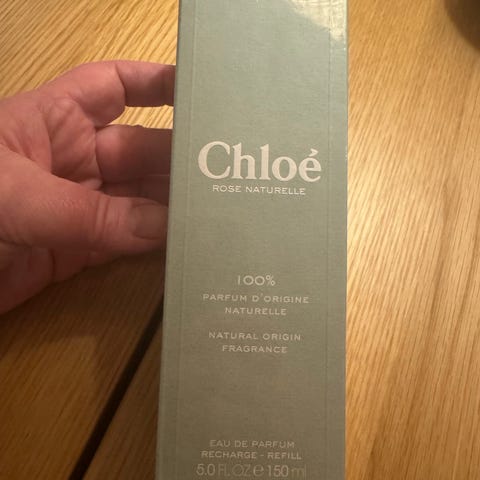 Chloé
ROSE NATURELLE
100%
PARFUM D'ORIGINE
NATURELLE
NATURAL ORIGIN
FRAGRANCE
EAU DE PARFUM
RECHARGE - REFILL
5.0 FL.OZ e 150 ml